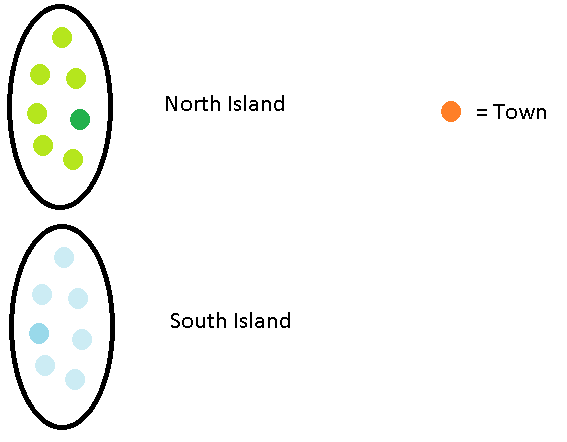 North Island
= Town
South Island